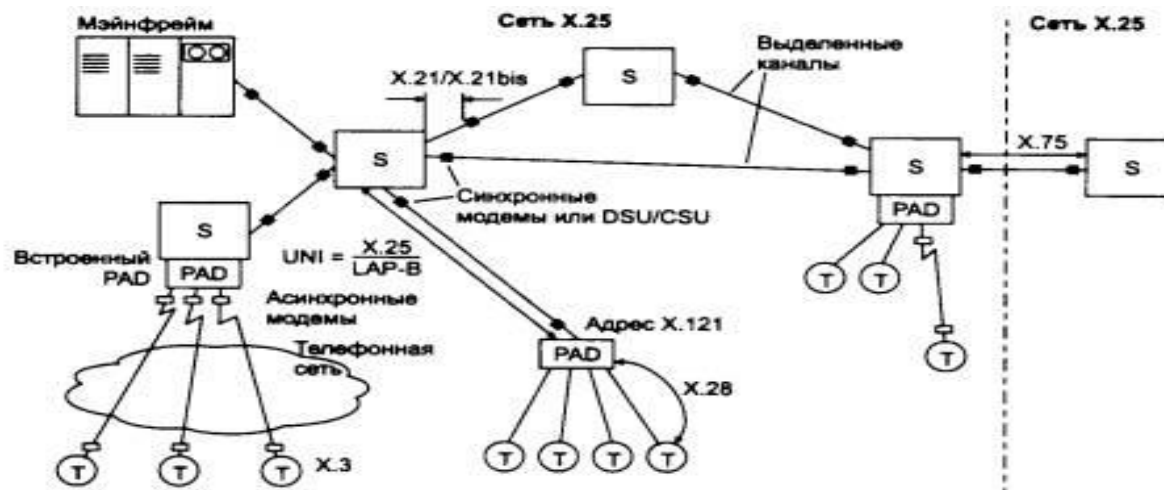 Мэйнфрейм
Сеть X.25
Сеть X.25
Выделенные
каналы
X.21/X.21bis
S
S
S
X.75
S
Синхронные
модемы или DSU/CSU
PAD
S
Встроенный
PAD
PAD
UNI = X.25
LAP-B
Асинхронные
модемы
Телефонная
сеть
Адрес X.121
PAD
X.28
T
T
T
T
T
T
X.3
T
T
T
T